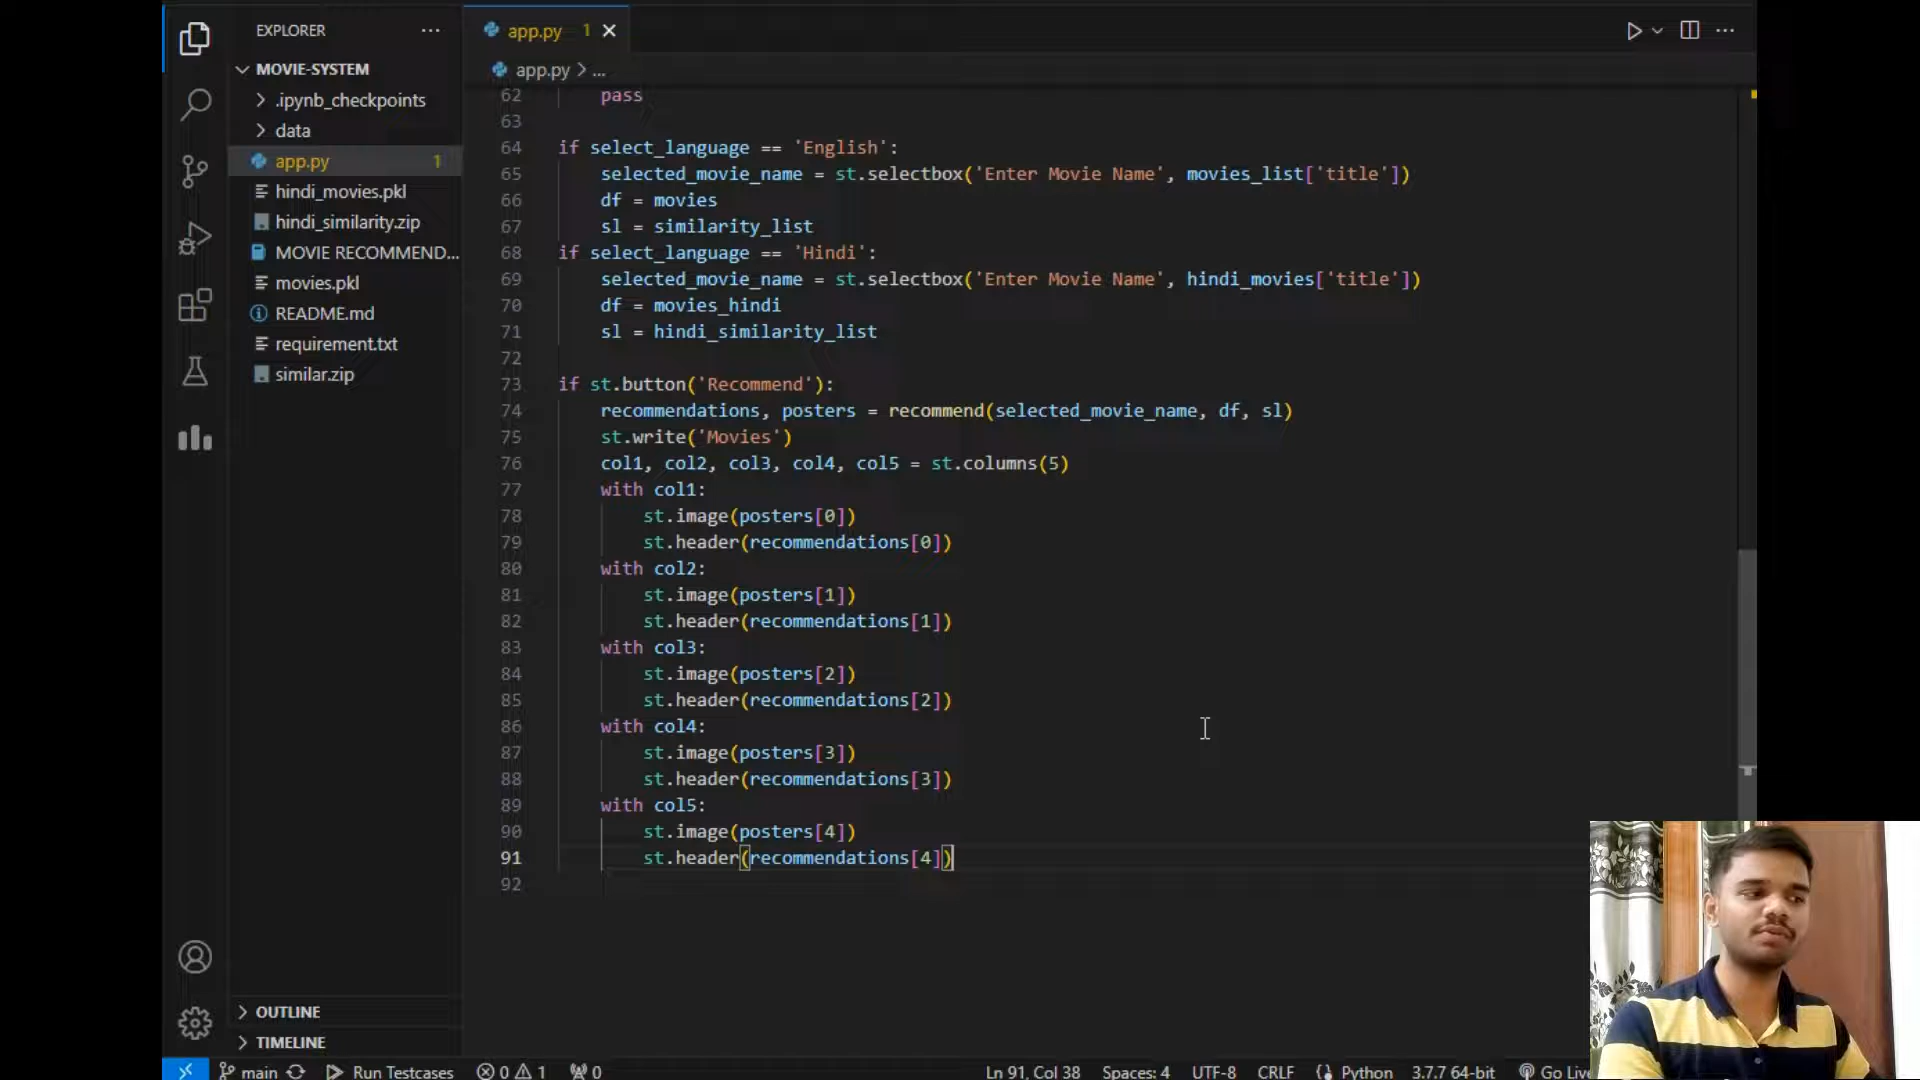 EXPLORER
app.py 1
MOVIE-SYSTEM
app.py > ...
.ipynb_checkpoints
data
app.py 1
hindi_movies.pkl
hindi_similarity.zip
MOVIE RECOMMEND...
movies.pkl
README.md
requirement.txt
similar.zip
OUTLINE
TIMELINE
62 pass
63
64 if select_language == 'English':
65 selected_movie_name = st.selectbox('Enter Movie Name', movies_list['title'])
66 df = movies
67 sl = similarity_list
68 if select_language == 'Hindi':
69 selected_movie_name = st.selectbox('Enter Movie Name', hindi_movies['title'])
70 df = movies_hindi
71 sl = hindi_similarity_list
72
73 if st.button('Recommend'):
74 recommendations, posters = recommend(selected_movie_name, df, sl)
75 st.write('Movies')
76 col1, col2, col3, col4, col5 = st.columns(5)
77 with col1:
78 st.image(posters[0])
79 st.header(recommendations[0])
80 with col2:
81 st.image(posters[1])
82 st.header(recommendations[1])
83 with col3:
84 st.image(posters[2])
85 st.header(recommendations[2])
86 with col4:
87 st.image(posters[3])
88 st.header(recommendations[3])
89 with col5:
90 st.image(posters[4])
91 st.header(recommendations[4])
92
main Run Testcases 0 1 0 Ln 91, Col 38 Spaces: 4 UTF-8 CRLF Python 3.7.7 64-bit Go Live